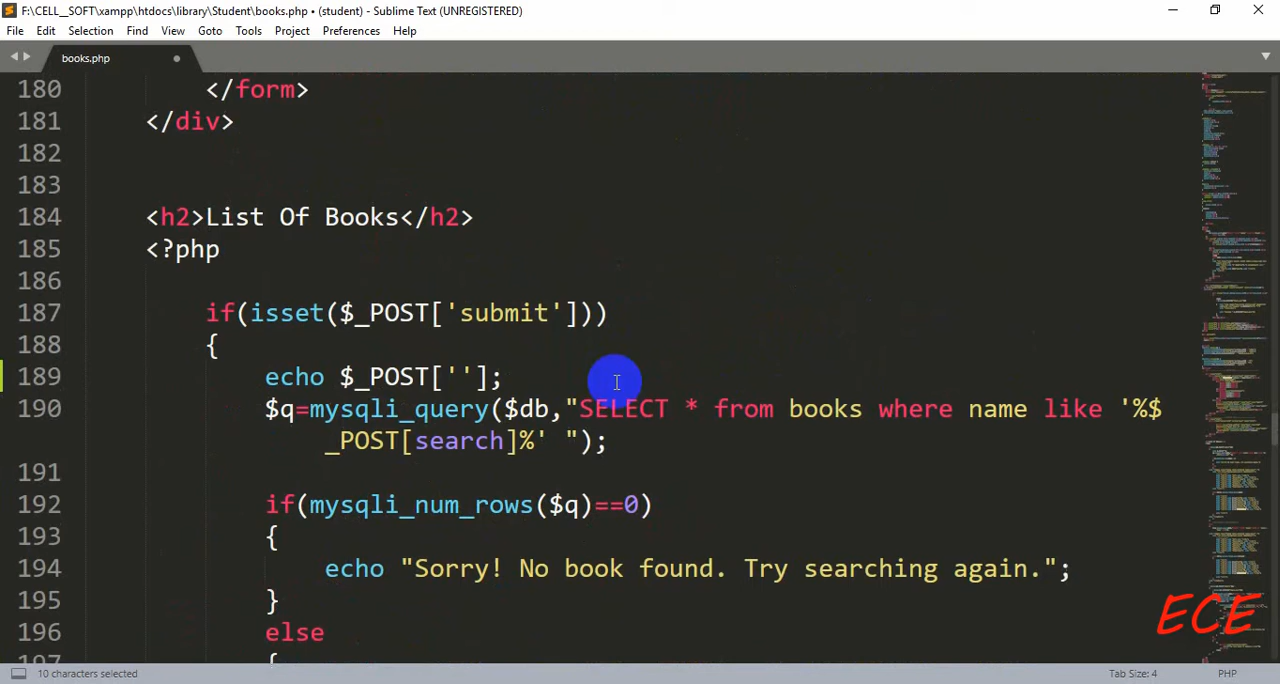 F:\CELL__SOFT\xampp\htdocs\library\Student\books.php • (student) - Sublime Text (UNREGISTERED)
File Edit Selection Find View Goto Tools Project Preferences Help
books.php
180 </form>
181 </div>
182
183
184 <h2>List Of Books</h2>
185 <?php
186
187 if(isset($_POST['submit']))
188 {
189 echo $_POST[''];
190 $q=mysqli_query($db,"SELECT * from books where name like '%$
_POST[search]%' ");
191
192 if(mysqli_num_rows($q)==0)
193 {
194 echo "Sorry! No book found. Try searching again.";
195 }
196 else
197 {
ECE
10 characters selected Tab Size: 4 PHP